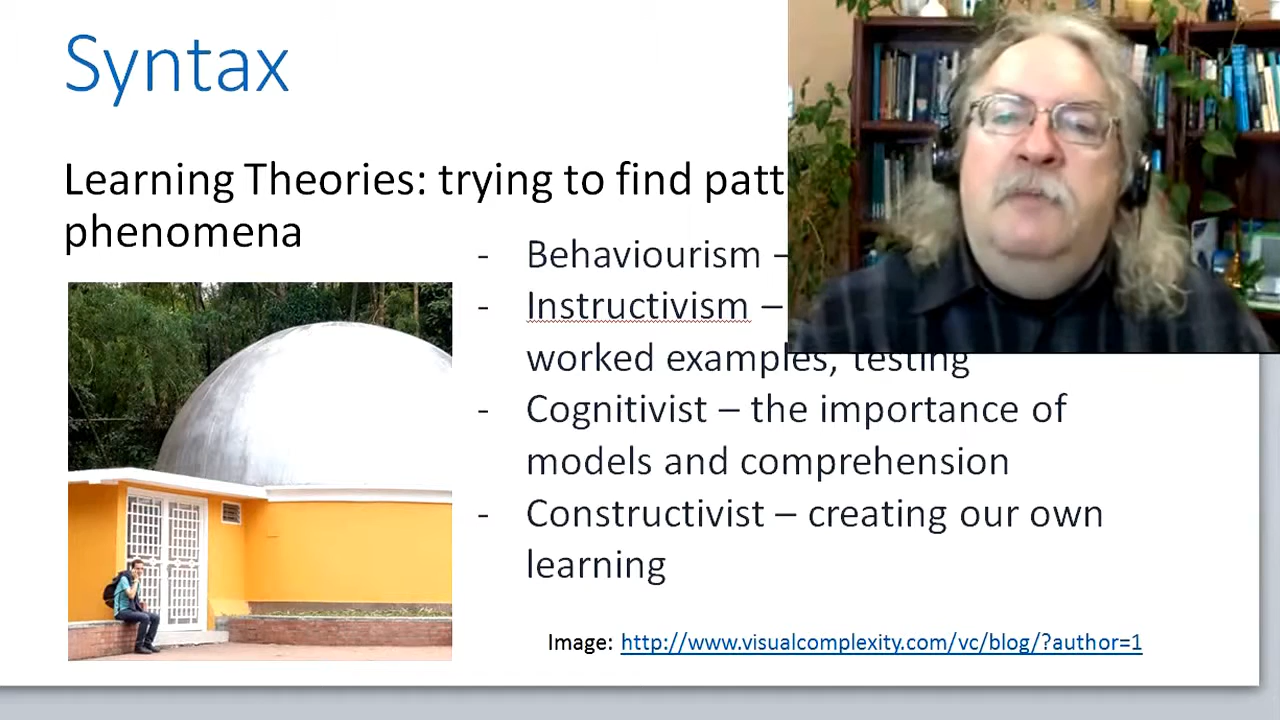 Syntax
Learning Theories: trying to find patt
phenomena
- Behaviourism –
- Instructivism –
worked examples, testing
- Cognitivist – the importance of
models and comprehension
- Constructivist – creating our own
learning
Image: http://www.visualcomplexity.com/vc/blog/?author=1